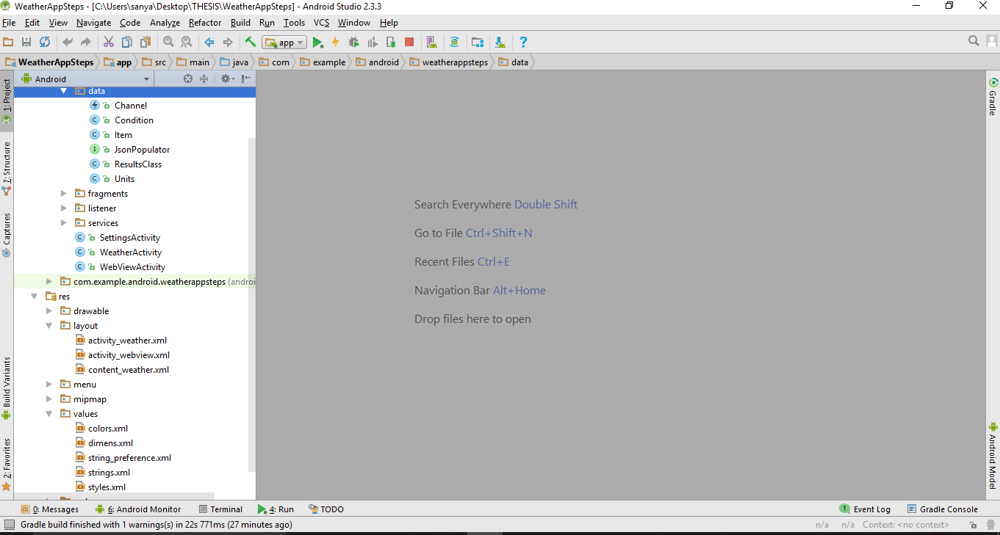 WeatherAppSteps - [C:\Users\sanya\Desktop\THESIS\WeatherAppSteps] - Android Studio 2.3.3
File Edit View Navigate Code Analyze Refactor Build Run Tools VCS Window Help
app
WeatherAppSteps app src main java com example android weatherappsteps data
1: Project
7: Structure
Captures
Build Variants
2: Favorites
Android
data
Channel
Condition
Item
JsonPopulator
ResultsClass
Units
fragments
listener
services
SettingsActivity
WeatherActivity
WebViewActivity
com.example.android.weatherappsteps (androi
res
drawable
layout
activity_weather.xml
activity_webview.xml
content_weather.xml
menu
mipmap
values
colors.xml
dimens.xml
string_preference.xml
strings.xml
styles.xml
Search Everywhere Double Shift
Go to File Ctrl+Shift+N
Recent Files Ctrl+E
Navigation Bar Alt+Home
Drop files here to open
Gradle
Android Model
0: Messages 6: Android Monitor Terminal 4: Run TODO 1 Event Log Gradle Console
Gradle build finished with 1 warnings(s) in 22s 771ms (27 minutes ago) n/a n/a Context: <no context>